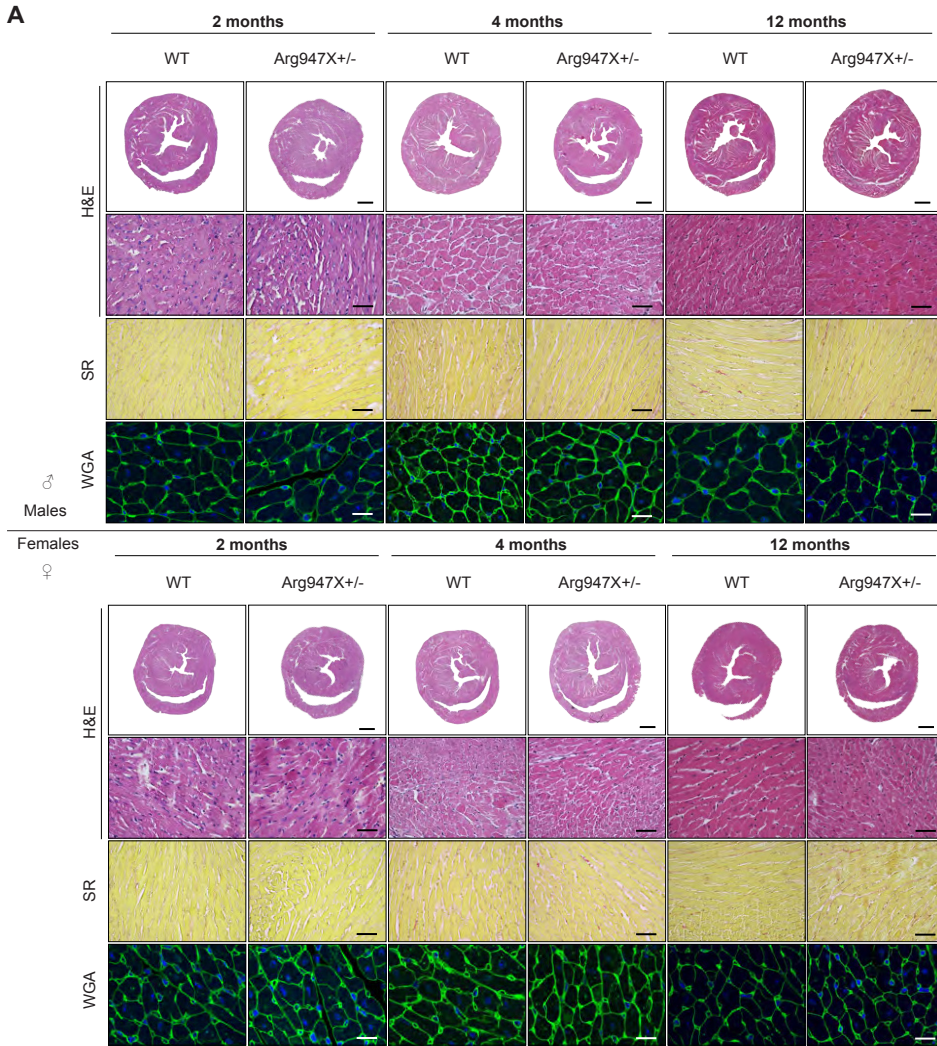 A
2 months 4 months 12 months
WT Arg947X+/- WT Arg947X+/- WT Arg947X+/-
H&E
SR
WGA
♂
Males
Females
♀
2 months 4 months 12 months
WT Arg947X+/- WT Arg947X+/- WT Arg947X+/-
H&E
SR
WGA